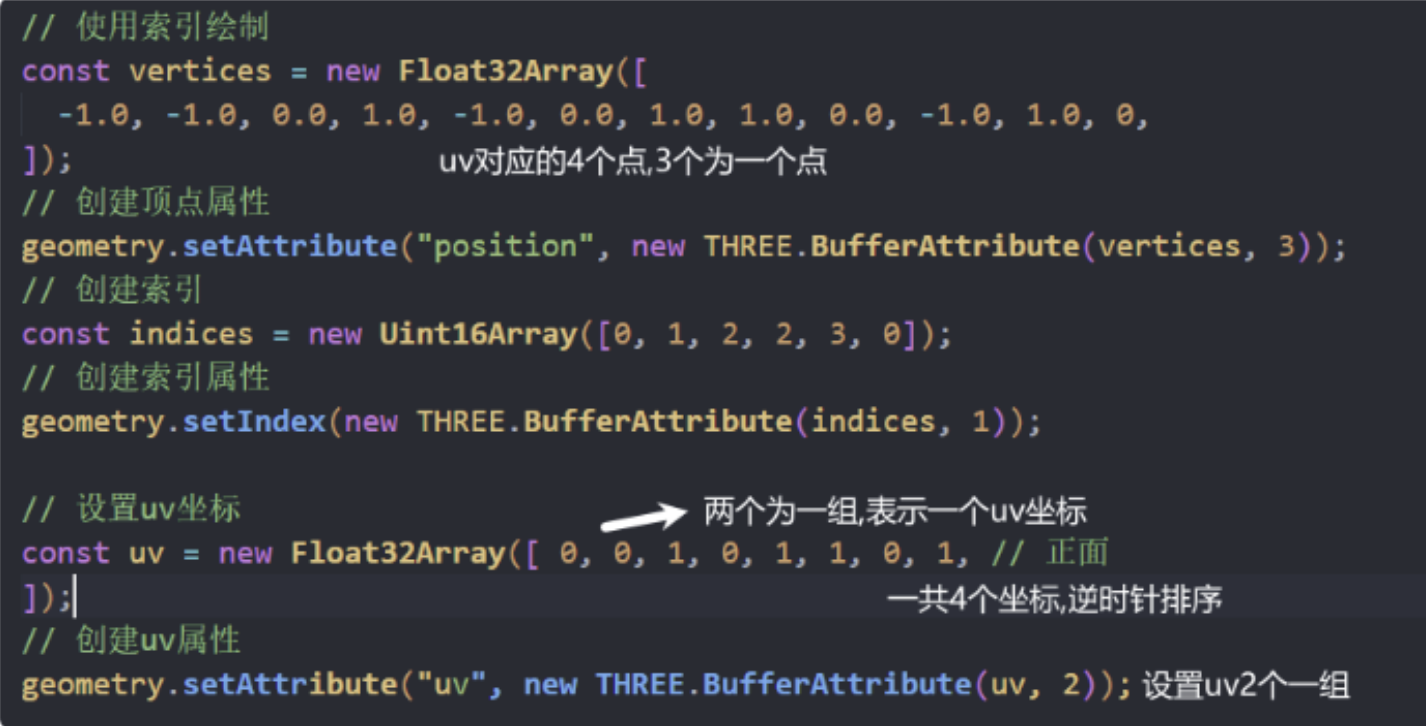 // 使用索引绘制
const vertices = new Float32Array([
-1.0, -1.0, 0.0, 1.0, -1.0, 0.0, 1.0, 1.0, 0.0, -1.0, 1.0, 0,
]);
uv对应的4个点,3个为一个点
// 创建顶点属性
geometry.setAttribute("position", new THREE.BufferAttribute(vertices, 3));
// 创建索引
const indices = new Uint16Array([0, 1, 2, 2, 3, 0]);
// 创建索引属性
geometry.setIndex(new THREE.BufferAttribute(indices, 1));
// 设置uv坐标
两个为一组,表示一个uv坐标
const uv = new Float32Array([ 0, 0, 1, 0, 1, 1, 0, 1, // 正面
]);
一共4个坐标,逆时针排序
// 创建uv属性
geometry.setAttribute("uv", new THREE.BufferAttribute(uv, 2)); 设置uv2个一组